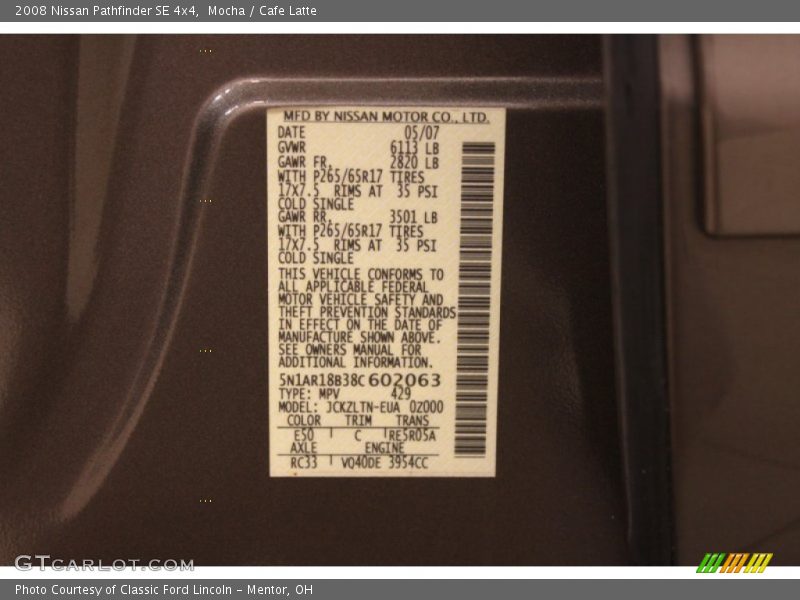 2008 Nissan Pathfinder SE 4x4, Mocha / Cafe Latte
MFD BY NISSAN MOTOR CO., LTD.
DATE 05/07
GVWR 6113 LB
GAWR FR. 2820 LB
WITH P265/65R17 TIRES
17X7.5 RIMS AT 35 PSI
COLD SINGLE
GAWR RR. 3501 LB
WITH P265/65R17 TIRES
17X7.5 RIMS AT 35 PSI
COLD SINGLE
THIS VEHICLE CONFORMS TO
ALL APPLICABLE FEDERAL
MOTOR VEHICLE SAFETY AND
THEFT PREVENTION STANDARDS
IN EFFECT ON THE DATE OF
MANUFACTURE SHOWN ABOVE.
SEE OWNERS MANUAL FOR
ADDITIONAL INFORMATION.
5N1AR18B38C602063
TYPE: MPV 429
MODEL: JCKZLTN-EUA 0Z000
COLOR TRIM TRANS
E50 C RE5R05A
AXLE ENGINE
RC33 VQ40DE 3954CC
GTCARLOT.COM
Photo Courtesy of Classic Ford Lincoln – Mentor, OH